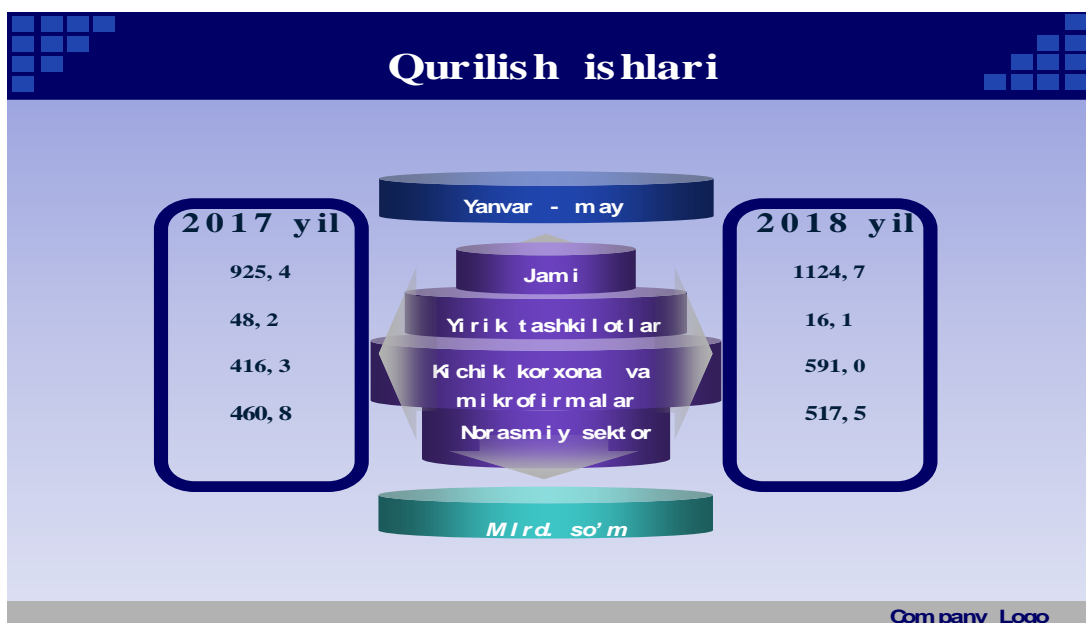 Qurilish ishlari
Yanvar - may
2017 yil
925,4
48,2
416,3
460,8
Jami
Yirik tashkilotlar
Kichik korxona va
mikrofirmalar
Norasmiy sektor
2018 yil
1124,7
16,1
591,0
517,5
Mlrd. so’m
Company Logo